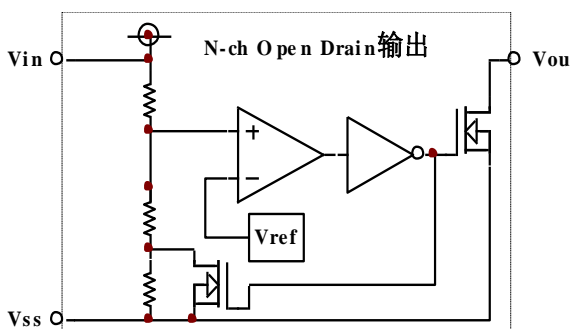 N-ch Open Drain输出
Vin
Vou
+
−
Vref
Vss